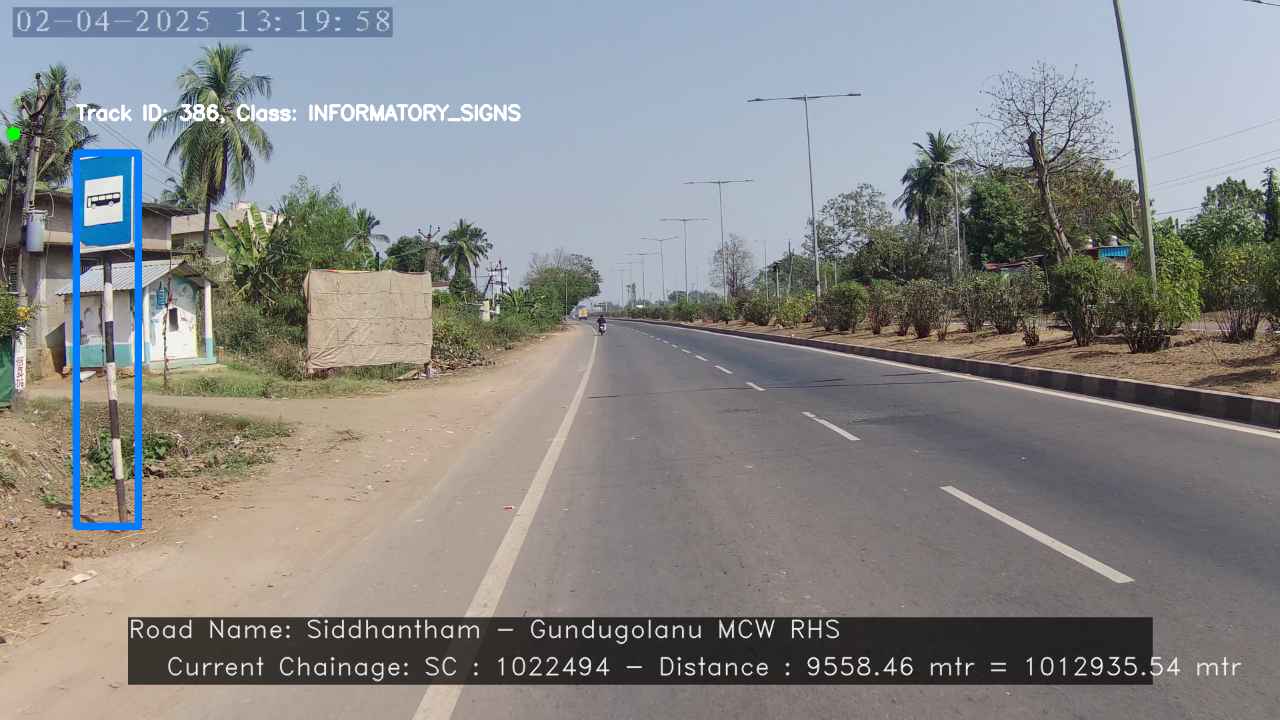 02-04-2025 13:19:58
Track ID: 386, Class: INFORMATORY_SIGNS
Road Name: Siddhantham - Gundugolanu MCW RHS
Current Chainage: SC : 1022494 - Distance : 9558.46 mtr = 1012935.54 mtr